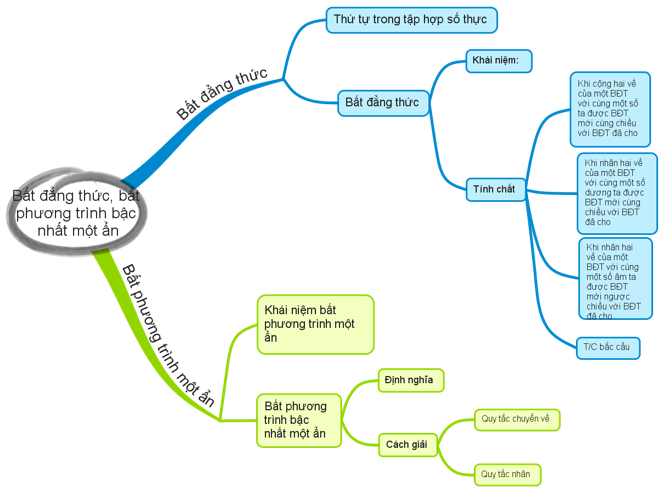 Bất đẳng thức, bất
phương trình bậc
nhất một ẩn
Bất đẳng thức
Thứ tự trong tập hợp số thực
Bất đẳng thức
Khái niệm:
Tính chất
Khi cộng hai vế
của một BĐT
với cùng một số
ta được BĐT
mới cùng chiều
với BĐT đã cho
Khi nhân hai vế
của một BĐT
với cùng một số
dương ta được
BĐT mới cùng
chiều với BĐT
đã cho
Khi nhân hai
vế của một
BĐT với cùng
một số âm ta
được BĐT
mới ngược
chiều với BĐT
đã cho
T/C bắc cầu
Bất phương trình một ẩn
Khái niệm bất
phương trình một
ẩn
Bất phương
trình bậc
nhất một ẩn
Định nghĩa
Cách giải
Quy tắc chuyển vế
Quy tắc nhân